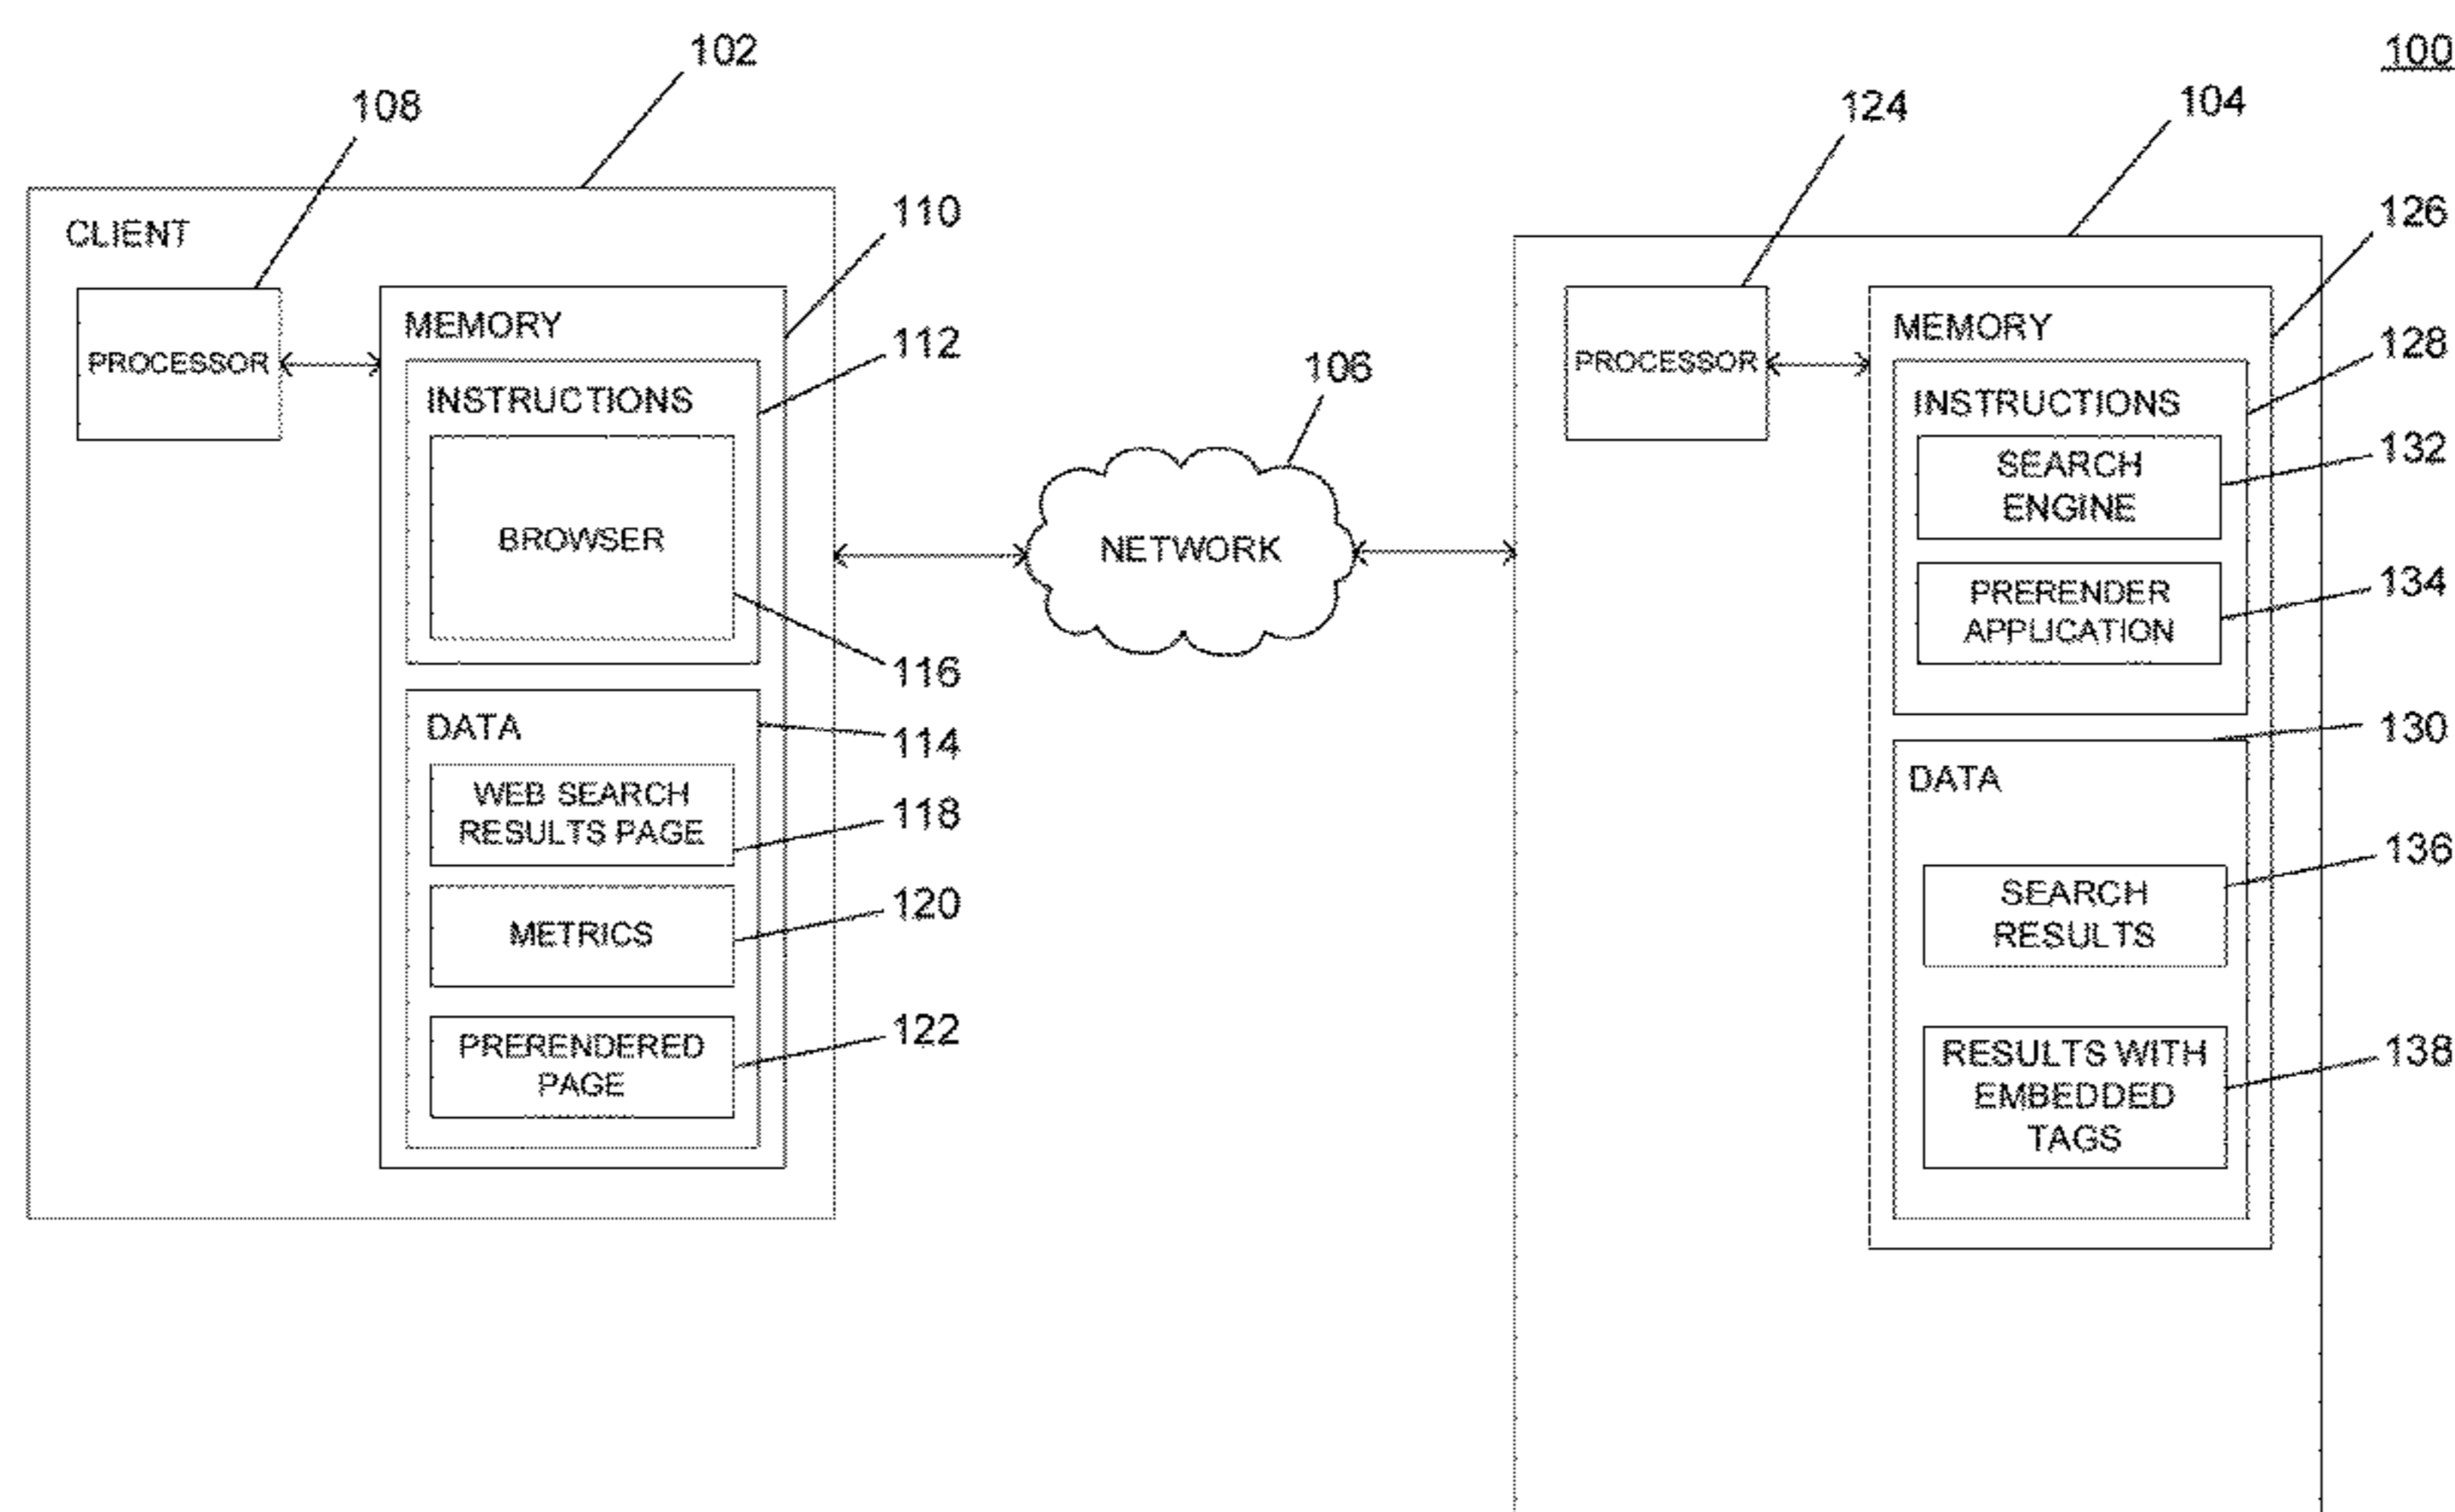 100
102
108
CLIENT
110
PROCESSOR
MEMORY
112
INSTRUCTIONS
BROWSER
116
DATA
114
WEB SEARCH
RESULTS PAGE
118
METRICS
120
PRERENDERED
PAGE
122
106
NETWORK
124
104
126
PROCESSOR
MEMORY
128
INSTRUCTIONS
SEARCH
ENGINE
132
PRERENDER
APPLICATION
134
130
DATA
SEARCH
RESULTS
136
RESULTS WITH
EMBEDDED
TAGS
138